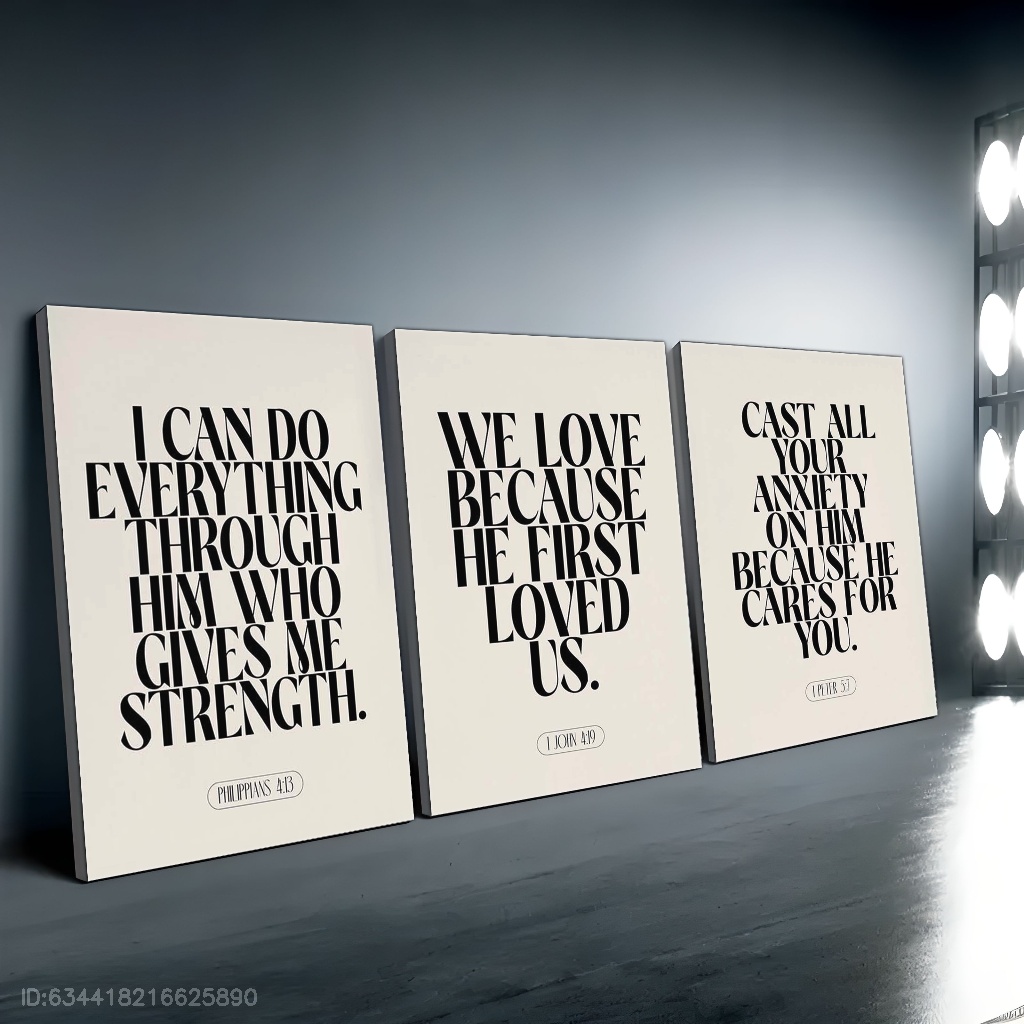 I CAN DO
EVERYTHING
THROUGH
HIM WHO
GIVES ME
STRENGTH.
PHILIPPIANS 4:13
WE LOVE
BECAUSE
HE FIRST
LOVED
US.
1 JOHN 4:19
CAST ALL
YOUR
ANXIETY
ON HIM
BECAUSE HE
CARES FOR
YOU.
1 PETER 5:7
ID:634418216625890